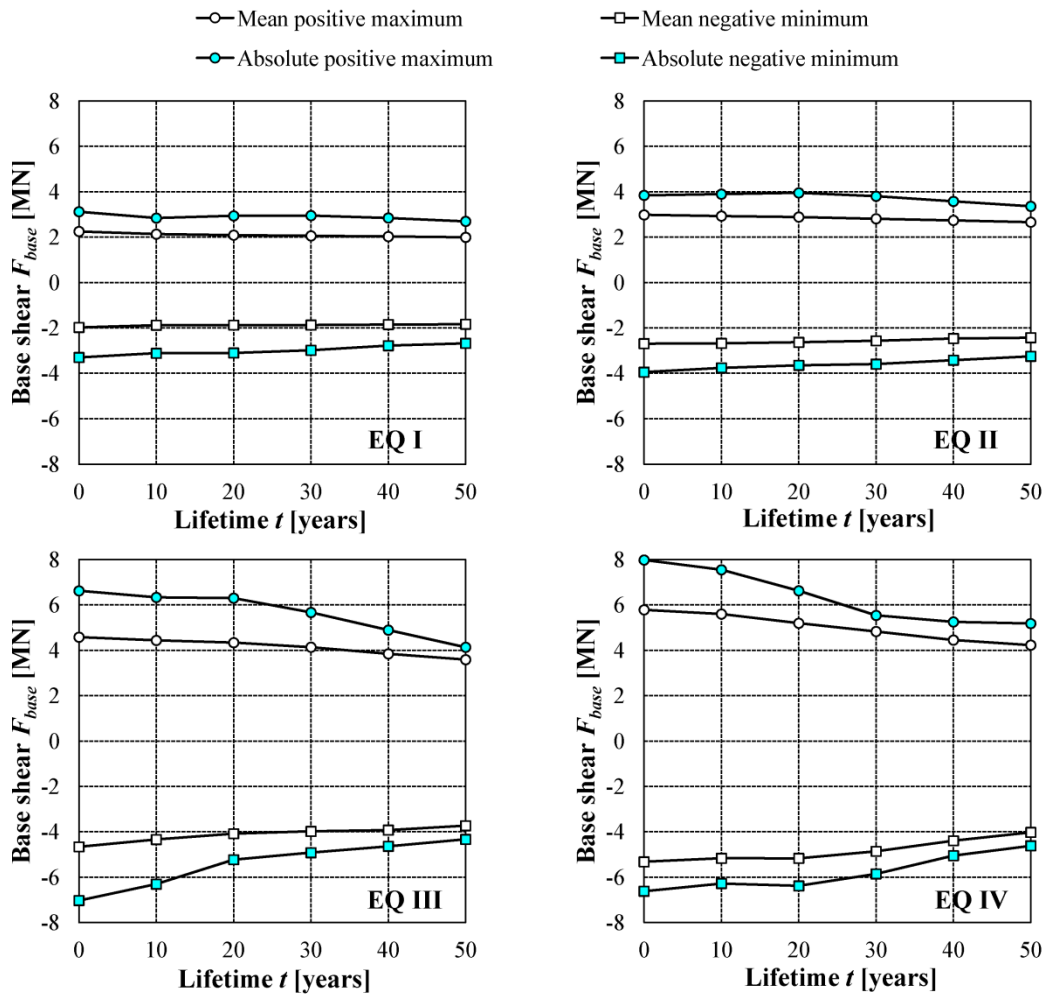 Mean positive maximum
Mean negative minimum
Absolute positive maximum
Absolute negative minimum
Base shear F_base [MN]
8
6
4
2
0
-2
-4
-6
-8
EQ I
0 10 20 30 40 50
Lifetime t [years]
Base shear F_base [MN]
8
6
4
2
0
-2
-4
-6
-8
EQ II
0 10 20 30 40 50
Lifetime t [years]
Base shear F_base [MN]
8
6
4
2
0
-2
-4
-6
-8
EQ III
0 10 20 30 40 50
Lifetime t [years]
Base shear F_base [MN]
8
6
4
2
0
-2
-4
-6
-8
EQ IV
0 10 20 30 40 50
Lifetime t [years]